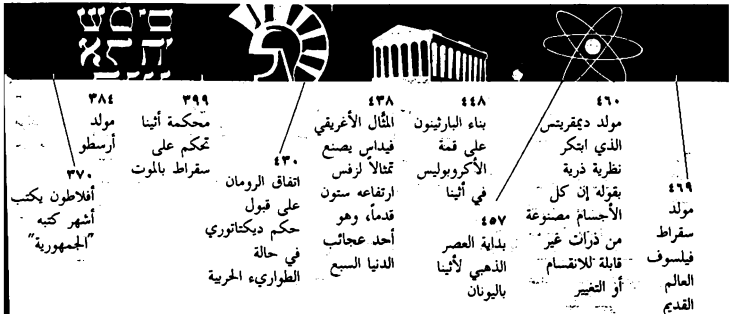 ٤٦٩
مولد
سقراط
فيلسوف
العالم
القديم
٤٦٠
مولد ديمقريتس
الذي ابتكر
نظرية ذرية
بقوله إن كل
الأجسام مصنوعة
من ذرات غير
قابلة للانقسام
أو التغيير
٤٥٧
بداية العصر
الذهبي لأثينا
باليونان
٤٤٨
بناء البارثينون
على قمة
الأكروبوليس
في أثينا
٤٣٨
المثال الأغريقي
فيداس يصنع
تمثالاً لزفس
ارتفاعه ستون
قدماً، وهو
أحد عجائب
الدنيا السبع
٤٣٠
اتفاق الرومان
على قبول
حكم ديكتاتوري
في حالة
الطواريء الحربية
٣٩٩
محكمة أثينا
تحكم على
سقراط بالموت
٣٨٤
مولد
أرسطو
٣٧٠
أفلاطون يكتب
أشهر كتبه
"الجمهورية"